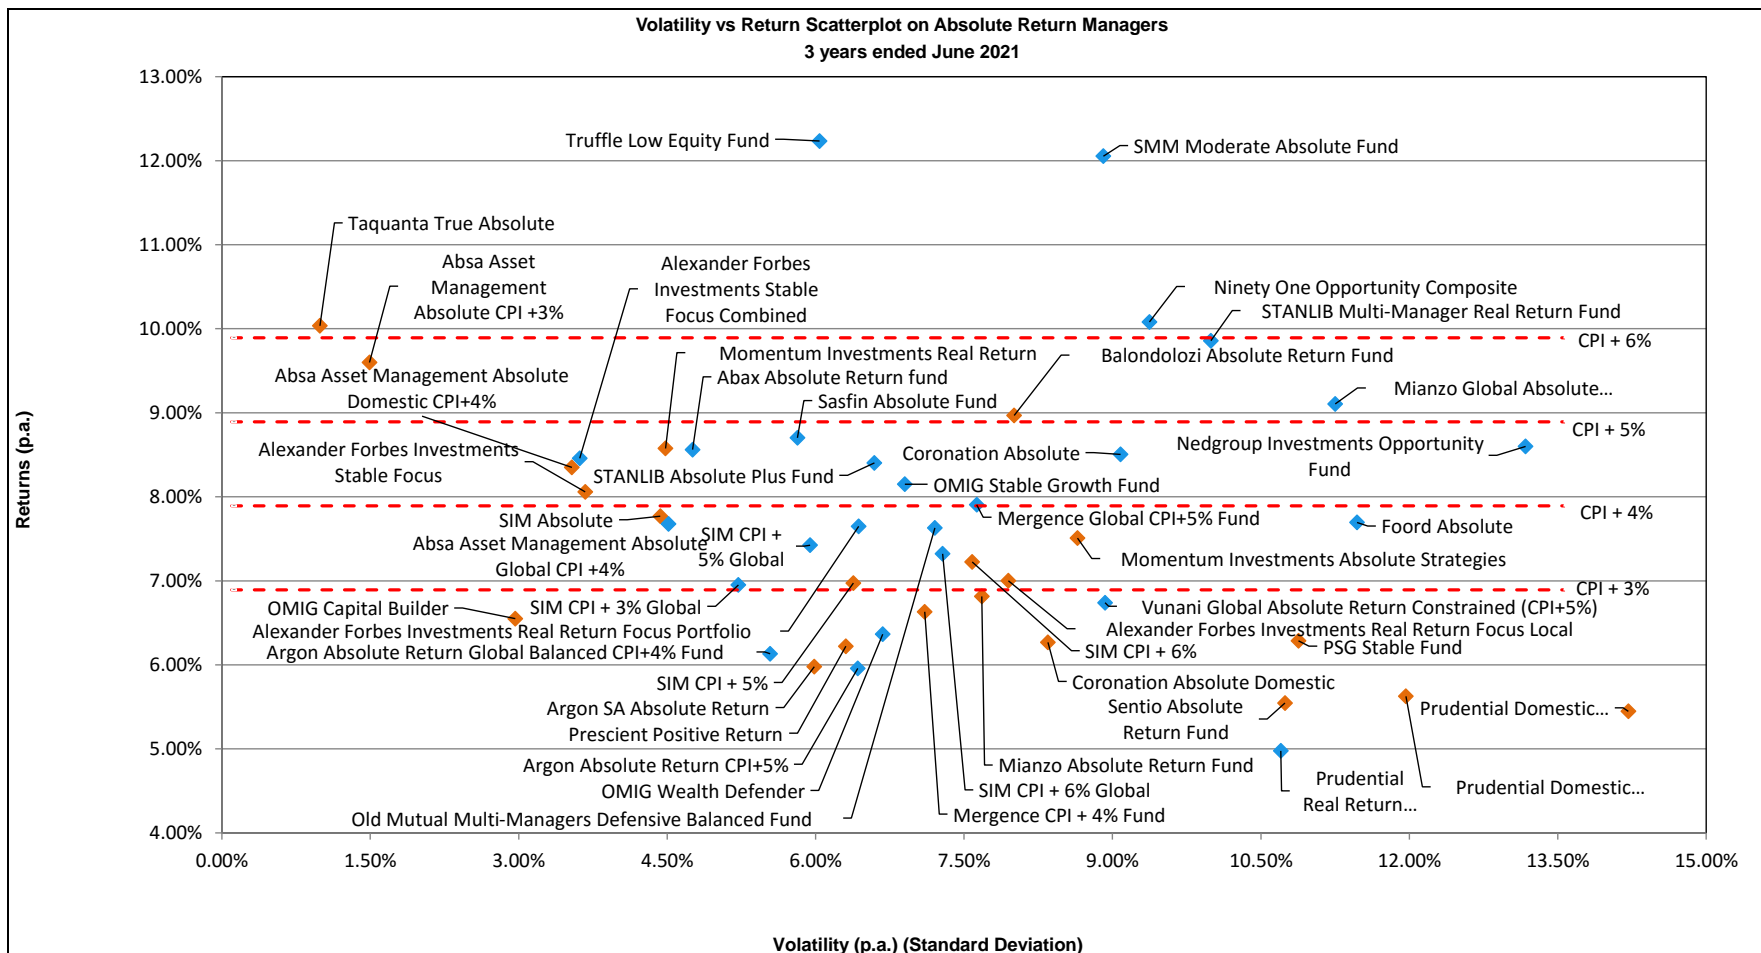 Volatility vs Return Scatterplot on Absolute Return Managers
3 years ended June 2021
Returns (p.a.)
13.00%
12.00%
11.00%
10.00%
9.00%
8.00%
7.00%
6.00%
5.00%
4.00%
Truffle Low Equity Fund
SMM Moderate Absolute Fund
Taquanta True Absolute
Absa Asset
Management
Absolute CPI +3%
Alexander Forbes
Investments Stable
Focus Combined
Ninety One Opportunity Composite
STANLIB Multi-Manager Real Return Fund
CPI + 6%
Momentum Investments Real Return
Balondolozi Absolute Return Fund
Absa Asset Management Absolute
Domestic CPI+4%
Abax Absolute Return fund
Sasfin Absolute Fund
Mianzo Global Absolute...
CPI + 5%
Alexander Forbes Investments
Stable Focus
STANLIB Absolute Plus Fund
Coronation Absolute
Nedgroup Investments Opportunity
Fund
OMIG Stable Growth Fund
SIM Absolute
Mergence Global CPI+5% Fund
CPI + 4%
Foord Absolute
Absa Asset Management Absolute
Global CPI +4%
SIM CPI +
5% Global
Momentum Investments Absolute Strategies
CPI + 3%
OMIG Capital Builder
SIM CPI + 3% Global
Vunani Global Absolute Return Constrained (CPI+5%)
Alexander Forbes Investments Real Return Focus Portfolio
Alexander Forbes Investments Real Return Focus Local
Argon Absolute Return Global Balanced CPI+4% Fund
SIM CPI + 6%
PSG Stable Fund
SIM CPI + 5%
Coronation Absolute Domestic
Argon SA Absolute Return
Sentio Absolute
Return Fund
Prudential Domestic...
Prescient Positive Return
Argon Absolute Return CPI+5%
Mianzo Absolute Return Fund
OMIG Wealth Defender
SIM CPI + 6% Global
Prudential
Real Return...
Prudential Domestic...
Old Mutual Multi-Managers Defensive Balanced Fund
Mergence CPI + 4% Fund
0.00%
1.50%
3.00%
4.50%
6.00%
7.50%
9.00%
10.50%
12.00%
13.50%
15.00%
Volatility (p.a.) (Standard Deviation)